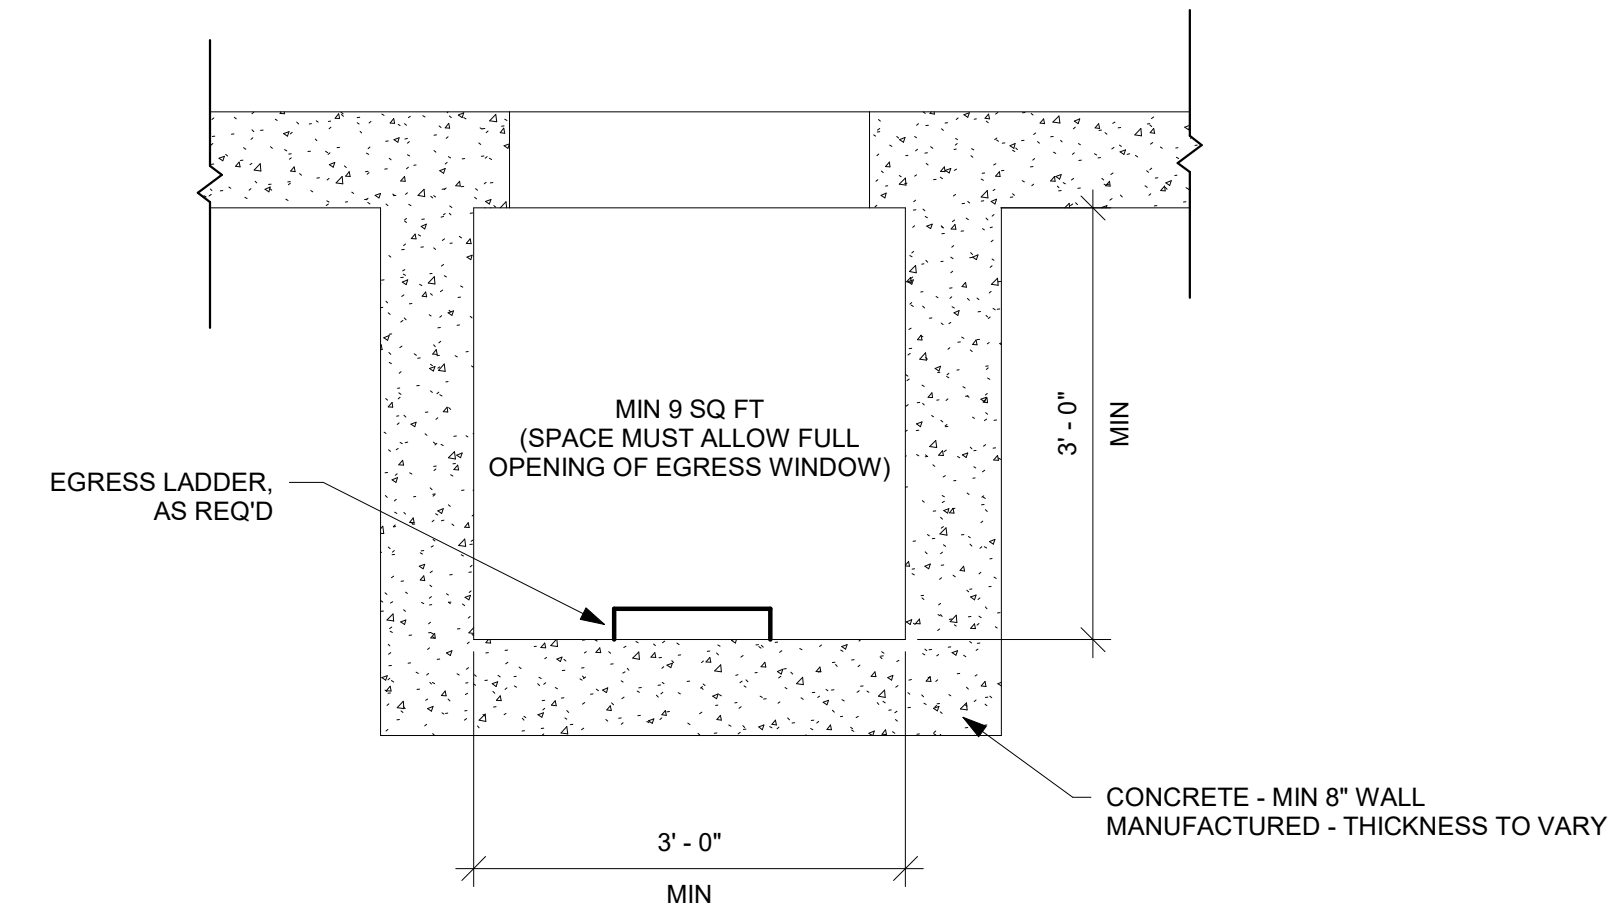 MIN 9 SQ FT
(SPACE MUST ALLOW FULL
OPENING OF EGRESS WINDOW)
3' - 0"
MIN
EGRESS LADDER,
AS REQ'D
CONCRETE - MIN 8" WALL
MANUFACTURED - THICKNESS TO VARY
3' - 0"
MIN